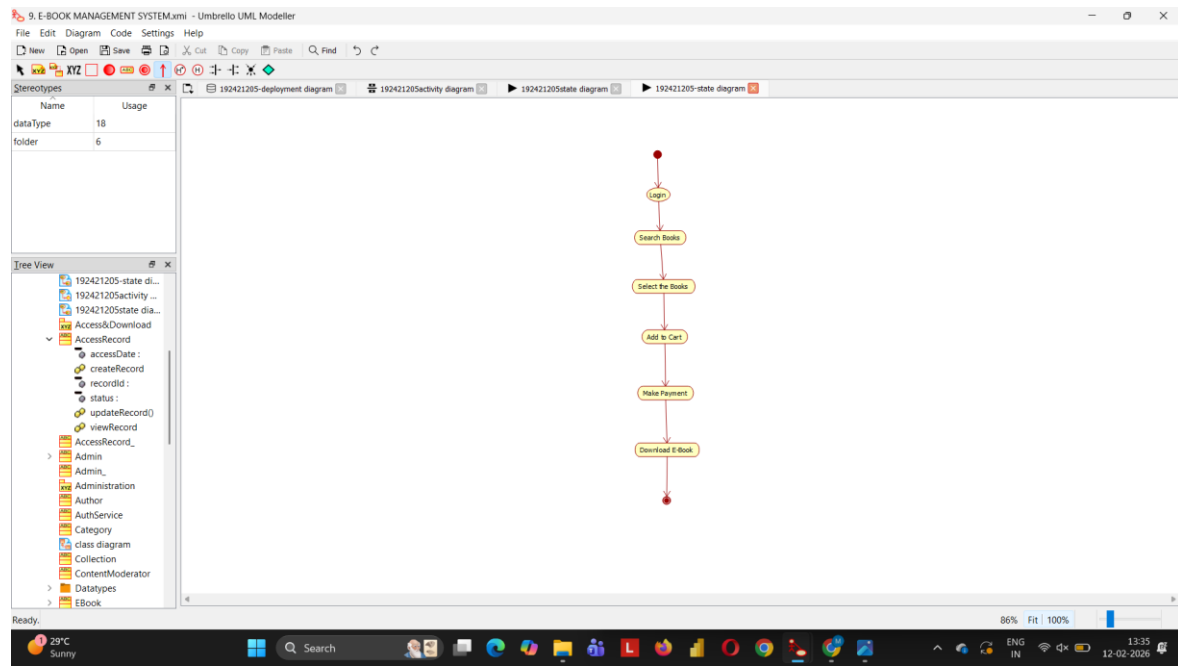 9. E-BOOK MANAGEMENT SYSTEM.xmi - Umbrello UML Modeller
File Edit Diagram Code Settings Help
New Open Save Cut Copy Paste Find
XYZ XYZ
Stereotypes
192421205-deployment diagram 192421205activity diagram 192421205state diagram 192421205-state diagram
Name Usage
dataType 18
folder 6
Login
Search Books
Select the Books
Add to Cart
Make Payment
Download E-Book
Tree View
192421205-state di...
192421205activity ...
192421205state dia...
Access&Download
AccessRecord
accessDate :
createRecord
recordId :
status :
updateRecord()
viewRecord
AccessRecord_
Admin
Admin_
Administration
Author
AuthService
Category
class diagram
Collection
ContentModerator
Datatypes
EBook
Ready.
86% Fit 100%
1 29°C
Sunny
Search
L
ENG
IN
13:35
12-02-2026